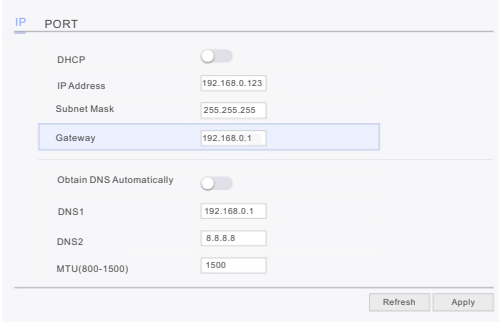 IP PORT
DHCP
IP Address 192.168.0.123
Subnet Mask 255.255.255
Gateway 192.168.0.1
Obtain DNS Automatically
DNS1 192.168.0.1
DNS2 8.8.8.8
MTU(800-1500) 1500
Refresh Apply